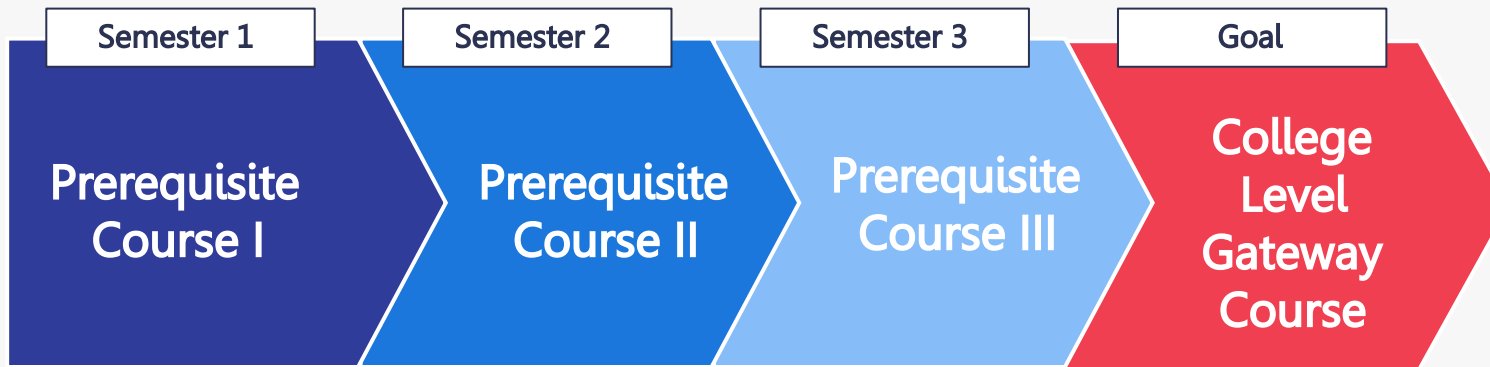 Semester 1
Prerequisite
Course I
Semester 2
Prerequisite
Course II
Semester 3
Prerequisite
Course III
Goal
College
Level
Gateway
Course